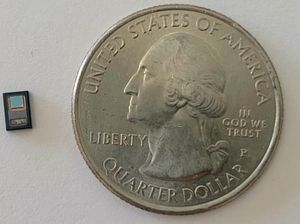 UNITED STATES OF AMERICA
LIBERTY
IN
GOD WE
TRUST
P
QUARTER DOLLAR